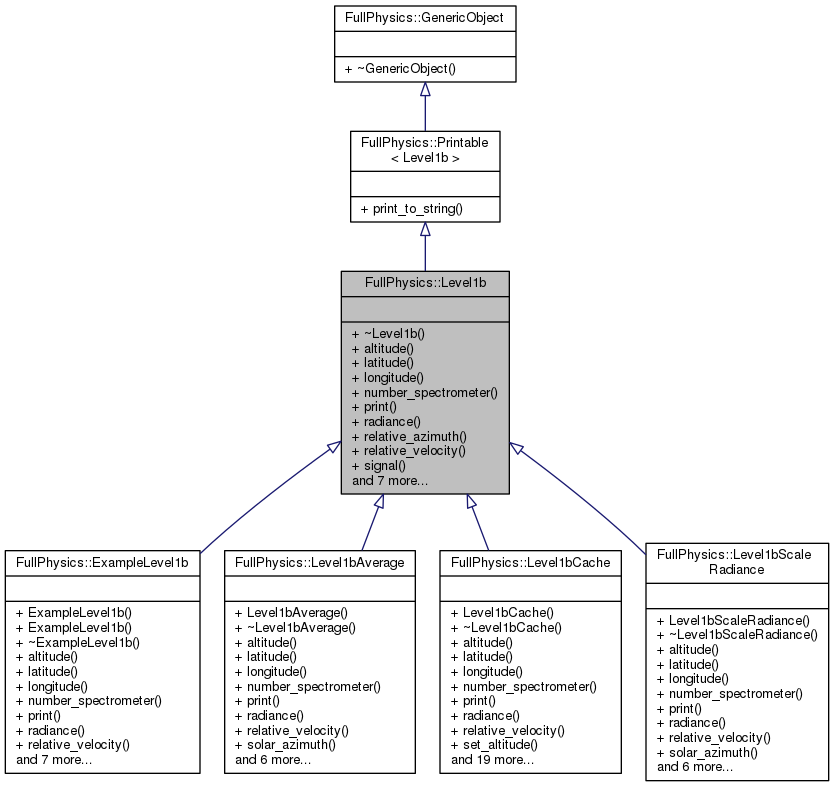 FullPhysics::GenericObject
+ ~GenericObject()
FullPhysics::Printable
< Level1b >
+ print_to_string()
FullPhysics::Level1b
+ ~Level1b()
+ altitude()
+ latitude()
+ longitude()
+ number_spectrometer()
+ print()
+ radiance()
+ relative_azimuth()
+ relative_velocity()
+ signal()
and 7 more...
FullPhysics::ExampleLevel1b
+ ExampleLevel1b()
+ ExampleLevel1b()
+ ~ExampleLevel1b()
+ altitude()
+ latitude()
+ longitude()
+ number_spectrometer()
+ print()
+ radiance()
+ relative_velocity()
and 7 more...
FullPhysics::Level1bAverage
+ Level1bAverage()
+ ~Level1bAverage()
+ altitude()
+ latitude()
+ longitude()
+ number_spectrometer()
+ print()
+ radiance()
+ relative_velocity()
+ solar_azimuth()
and 6 more...
FullPhysics::Level1bCache
+ Level1bCache()
+ ~Level1bCache()
+ altitude()
+ latitude()
+ longitude()
+ number_spectrometer()
+ print()
+ radiance()
+ relative_velocity()
+ set_altitude()
and 19 more...
FullPhysics::Level1bScale
Radiance
+ Level1bScaleRadiance()
+ ~Level1bScaleRadiance()
+ altitude()
+ latitude()
+ longitude()
+ number_spectrometer()
+ print()
+ radiance()
+ relative_velocity()
+ solar_azimuth()
and 6 more...